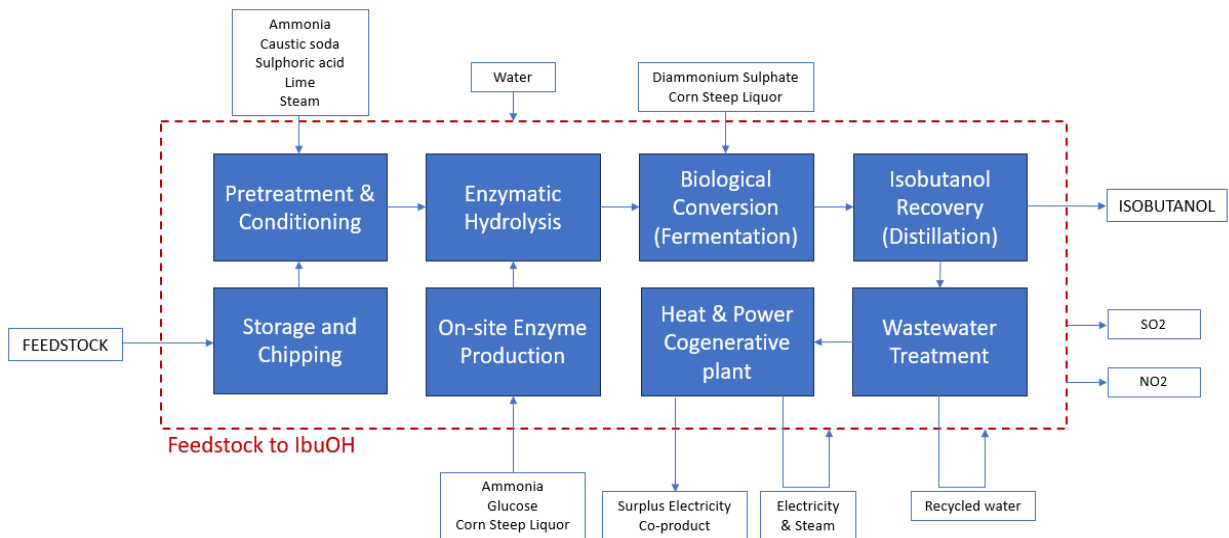 Ammonia
Caustic soda
Sulphoric acid
Lime
Steam
Water
Diammonium Sulphate
Corn Steep Liquor
Pretreatment &
Conditioning
Enzymatic
Hydrolysis
Biological
Conversion
(Fermentation)
Isobutanol
Recovery
(Distillation)
ISOBUTANOL
FEEDSTOCK
Storage and
Chipping
On-site Enzyme
Production
Heat & Power
Cogenerative
plant
Wastewater
Treatment
SO2
NO2
Feedstock to IbuOH
Ammonia
Glucose
Corn Steep Liquor
Surplus Electricity
Co-product
Electricity
& Steam
Recycled water